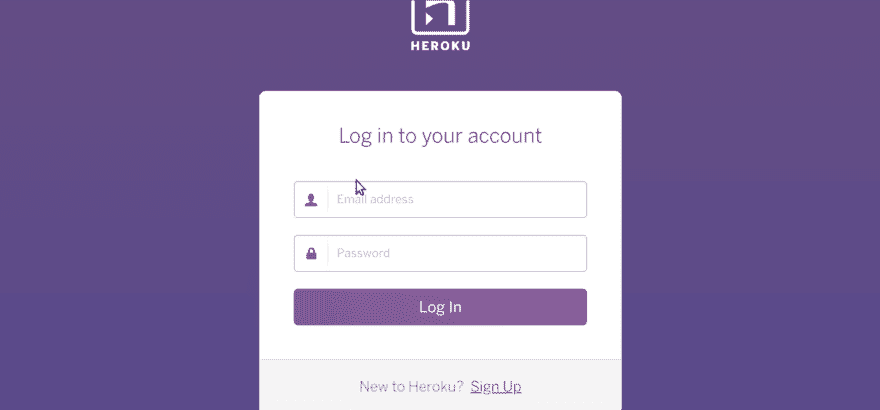 HEROKU
Log in to your account
Email address
Password
Log In
New to Heroku? Sign Up